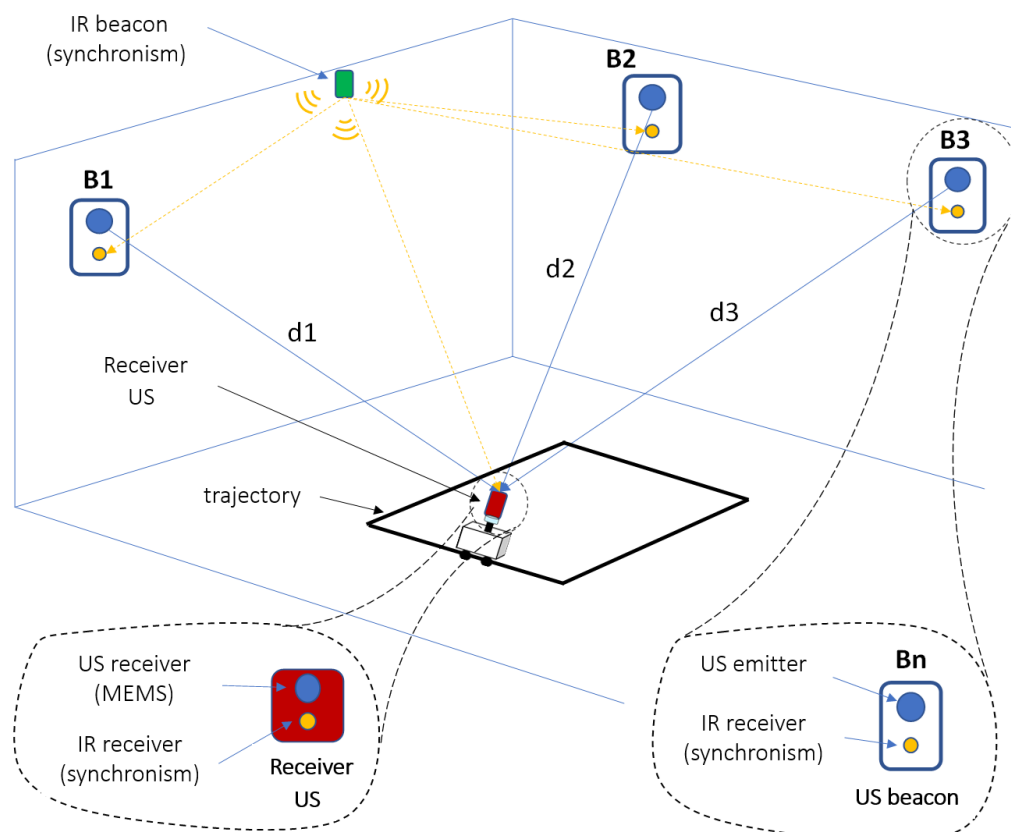 IR beacon
(synchronism)
B2
B3
B1
d2
d3
d1
Receiver
US
trajectory
US receiver
(MEMS)
IR receiver
(synchronism)
Receiver
US
US emitter
Bn
IR receiver
(synchronism)
US beacon